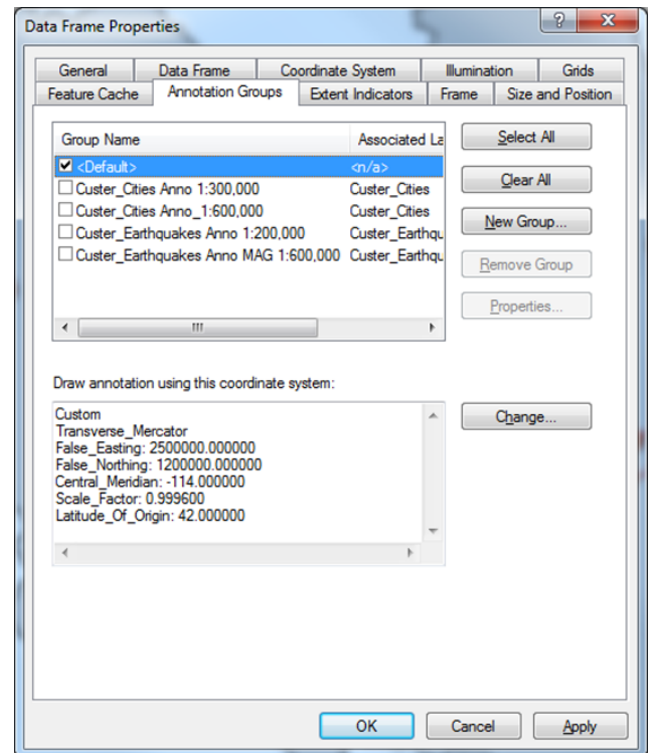 Data Frame Properties
General Data Frame Coordinate System Illumination Grids
Feature Cache Annotation Groups Extent Indicators Frame Size and Position
Group Name Associated La
<Default> <n/a>
Custer_Cities Anno 1:300,000 Custer_Cities
Custer_Cities Anno_1:600,000 Custer_Cities
Custer_Earthquakes Anno 1:200,000 Custer_Earthqu
Custer_Earthquakes Anno MAG 1:600,000 Custer_Earthqu
Select All
Clear All
New Group...
Remove Group
Properties...
Draw annotation using this coordinate system:
Custom
Transverse_Mercator
False_Easting: 2500000.000000
False_Northing: 1200000.000000
Central_Meridian: -114.000000
Scale_Factor: 0.999600
Latitude_Of_Origin: 42.000000
Change...
OK Cancel Apply